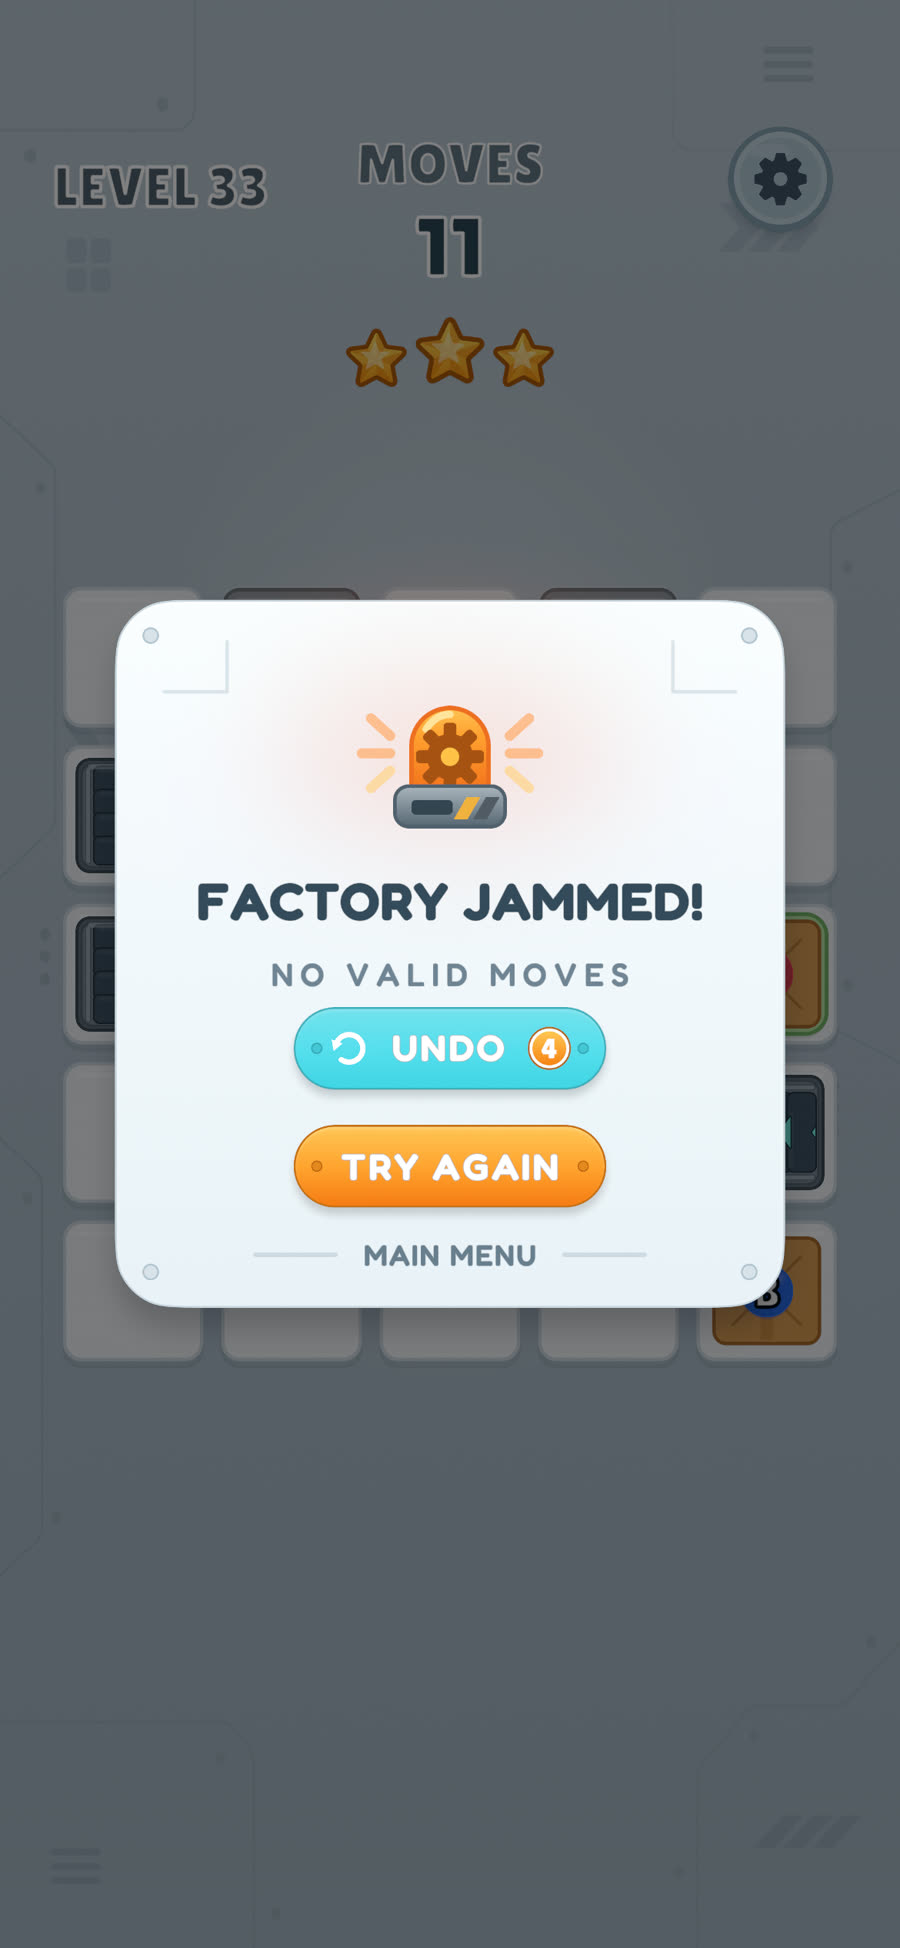 MOVES
LEVEL 33
11
FACTORY JAMMED!
NO VALID MOVES
UNDO 4
TRY AGAIN
MAIN MENU
B